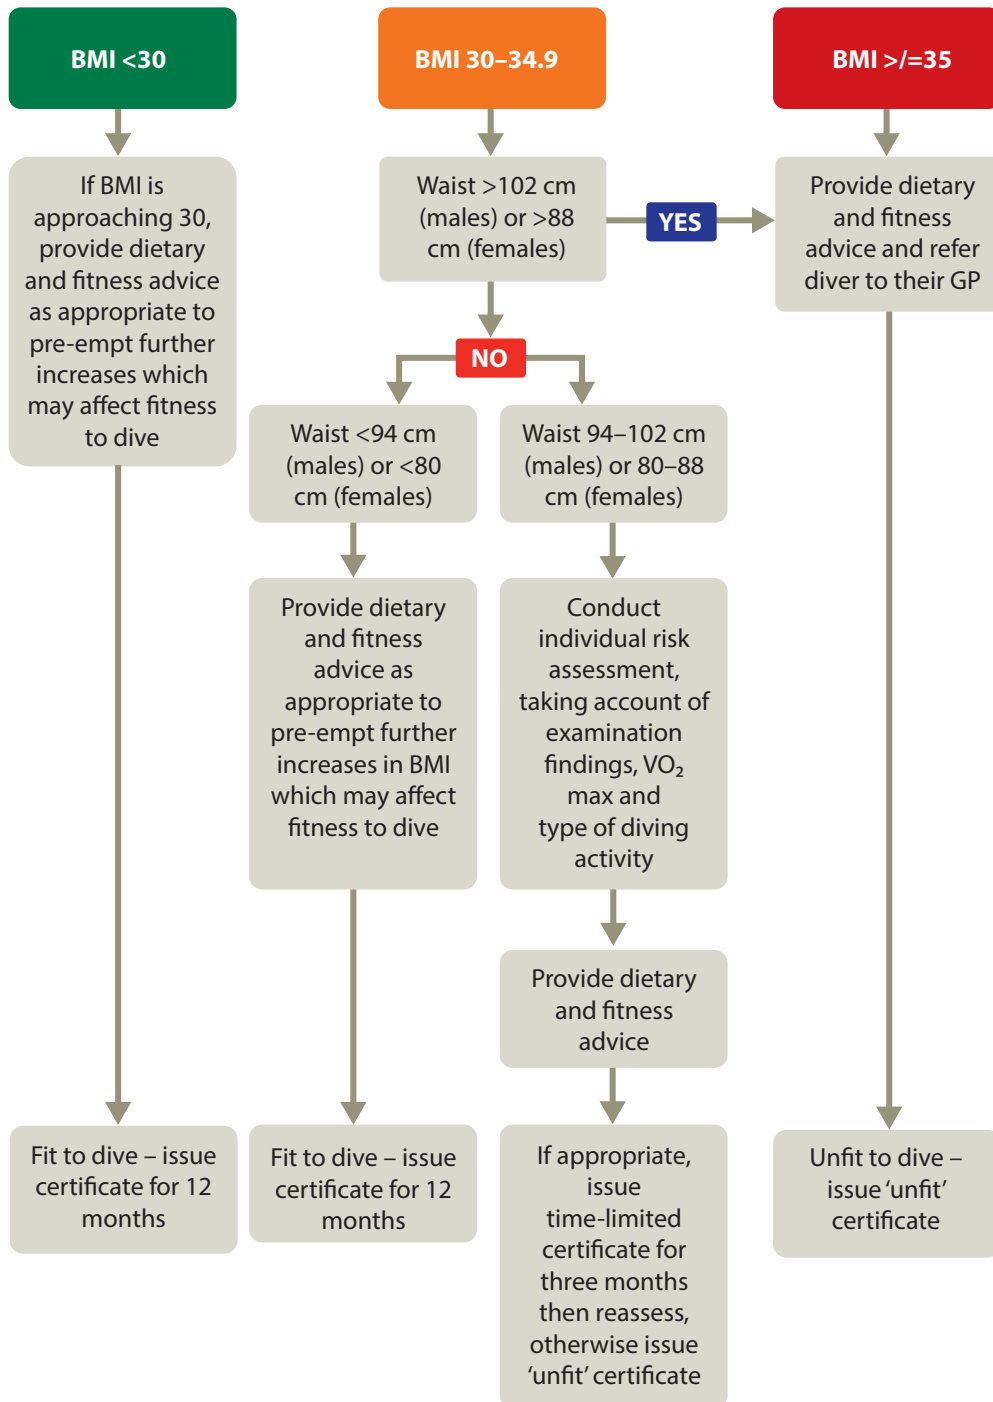 BMI <30
BMI 30–34.9
BMI >/=35
If BMI is
approaching 30,
provide dietary
and fitness advice
as appropriate to
pre-empt further
increases which
may affect fitness
to dive
Waist >102 cm
(males) or >88
cm (females)
YES
Provide dietary
and fitness
advice and refer
diver to their GP
NO
Waist <94 cm
(males) or <80
cm (females)
Waist 94–102 cm
(males) or 80–88
cm (females)
Provide dietary
and fitness
advice as
appropriate to
pre-empt further
increases in BMI
which may affect
fitness to dive
Conduct
individual risk
assessment,
taking account of
examination
findings, VO₂
max and
type of diving
activity
Provide dietary
and fitness
advice
Fit to dive – issue
certificate for 12
months
Fit to dive – issue
certificate for 12
months
If appropriate,
issue
time-limited
certificate for
three months
then reassess,
otherwise issue
‘unfit’ certificate
Unfit to dive –
issue ‘unfit’
certificate